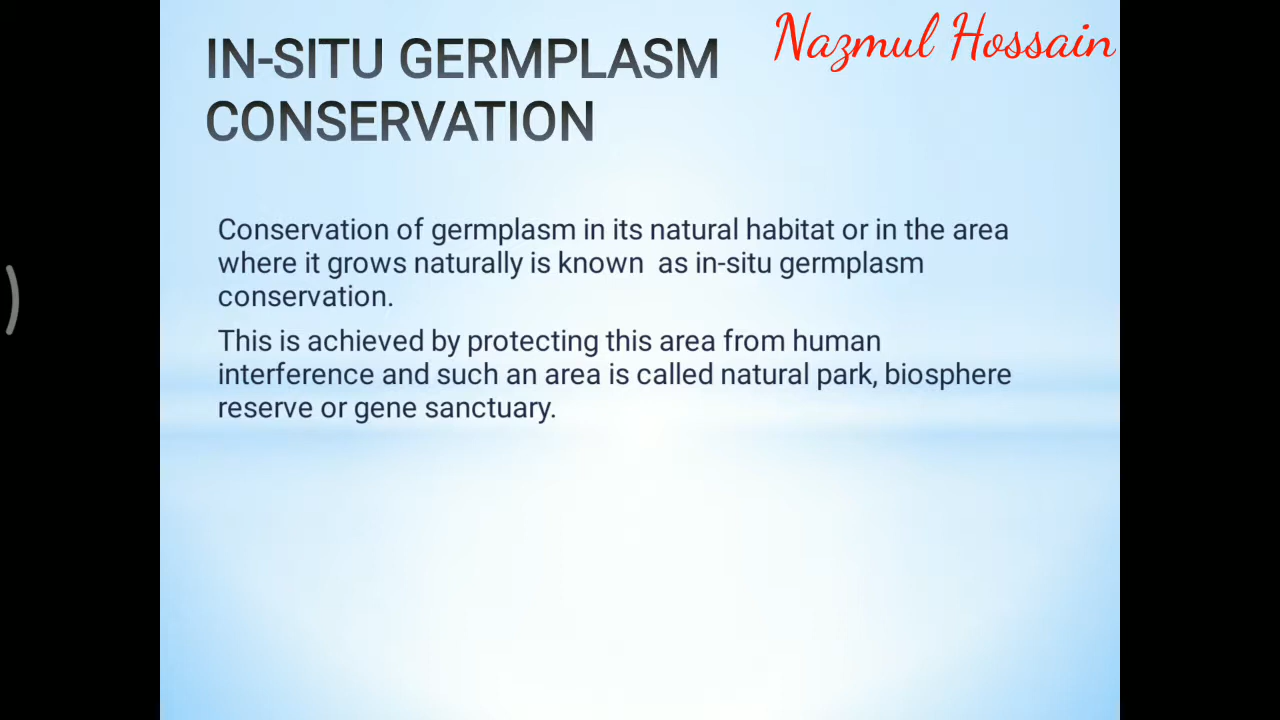 IN-SITU GERMPLASM
CONSERVATION
Nazmul Hossain
Conservation of germplasm in its natural habitat or in the area
where it grows naturally is known  as in-situ germplasm
conservation.
This is achieved by protecting this area from human
interference and such an area is called natural park, biosphere
reserve or gene sanctuary.